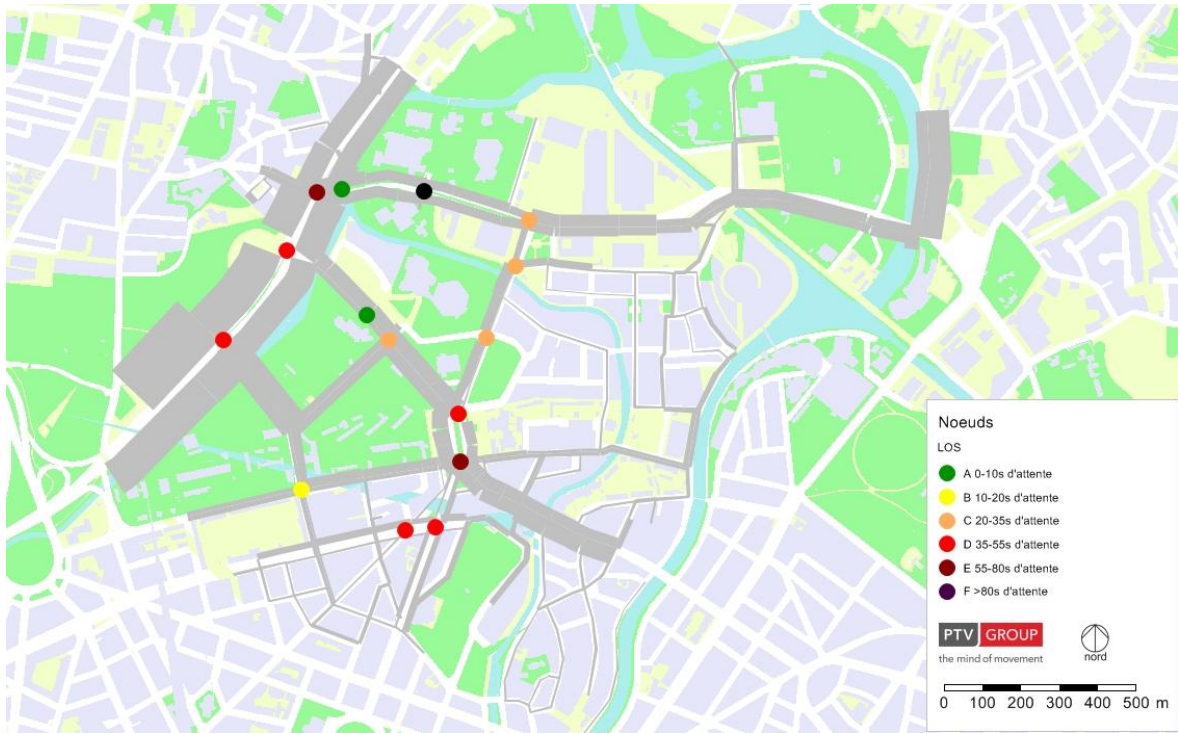 Noeuds
LOS
A 0-10s d'attente
B 10-20s d'attente
C 20-35s d'attente
D 35-55s d'attente
E 55-80s d'attente
F >80s d'attente
PTV GROUP
the mind of movement
nord
0 100 200 300 400 500 m